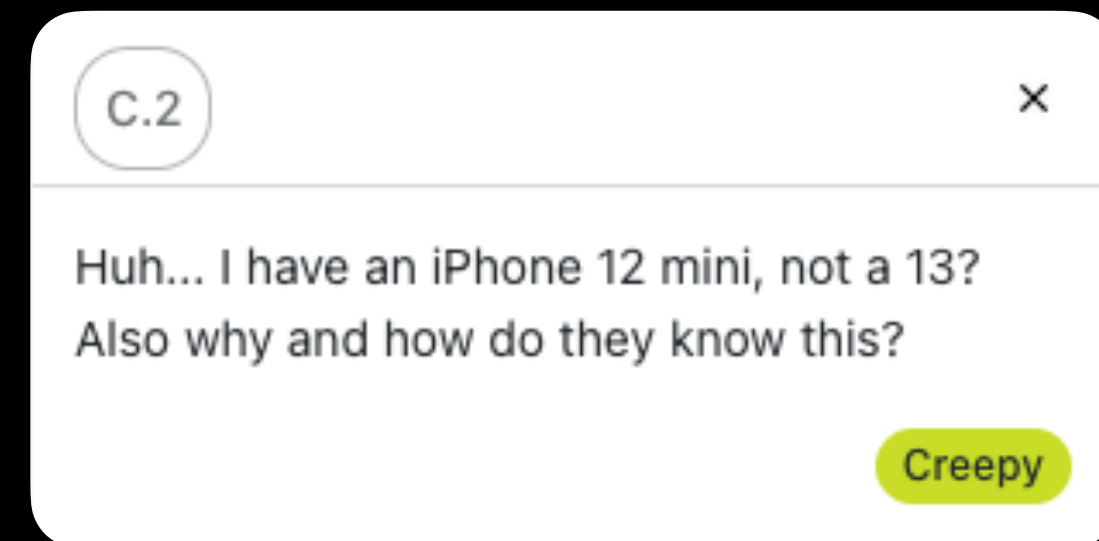 C.2
Huh... I have an iPhone 12 mini, not a 13?
Also why and how do they know this?
Creepy